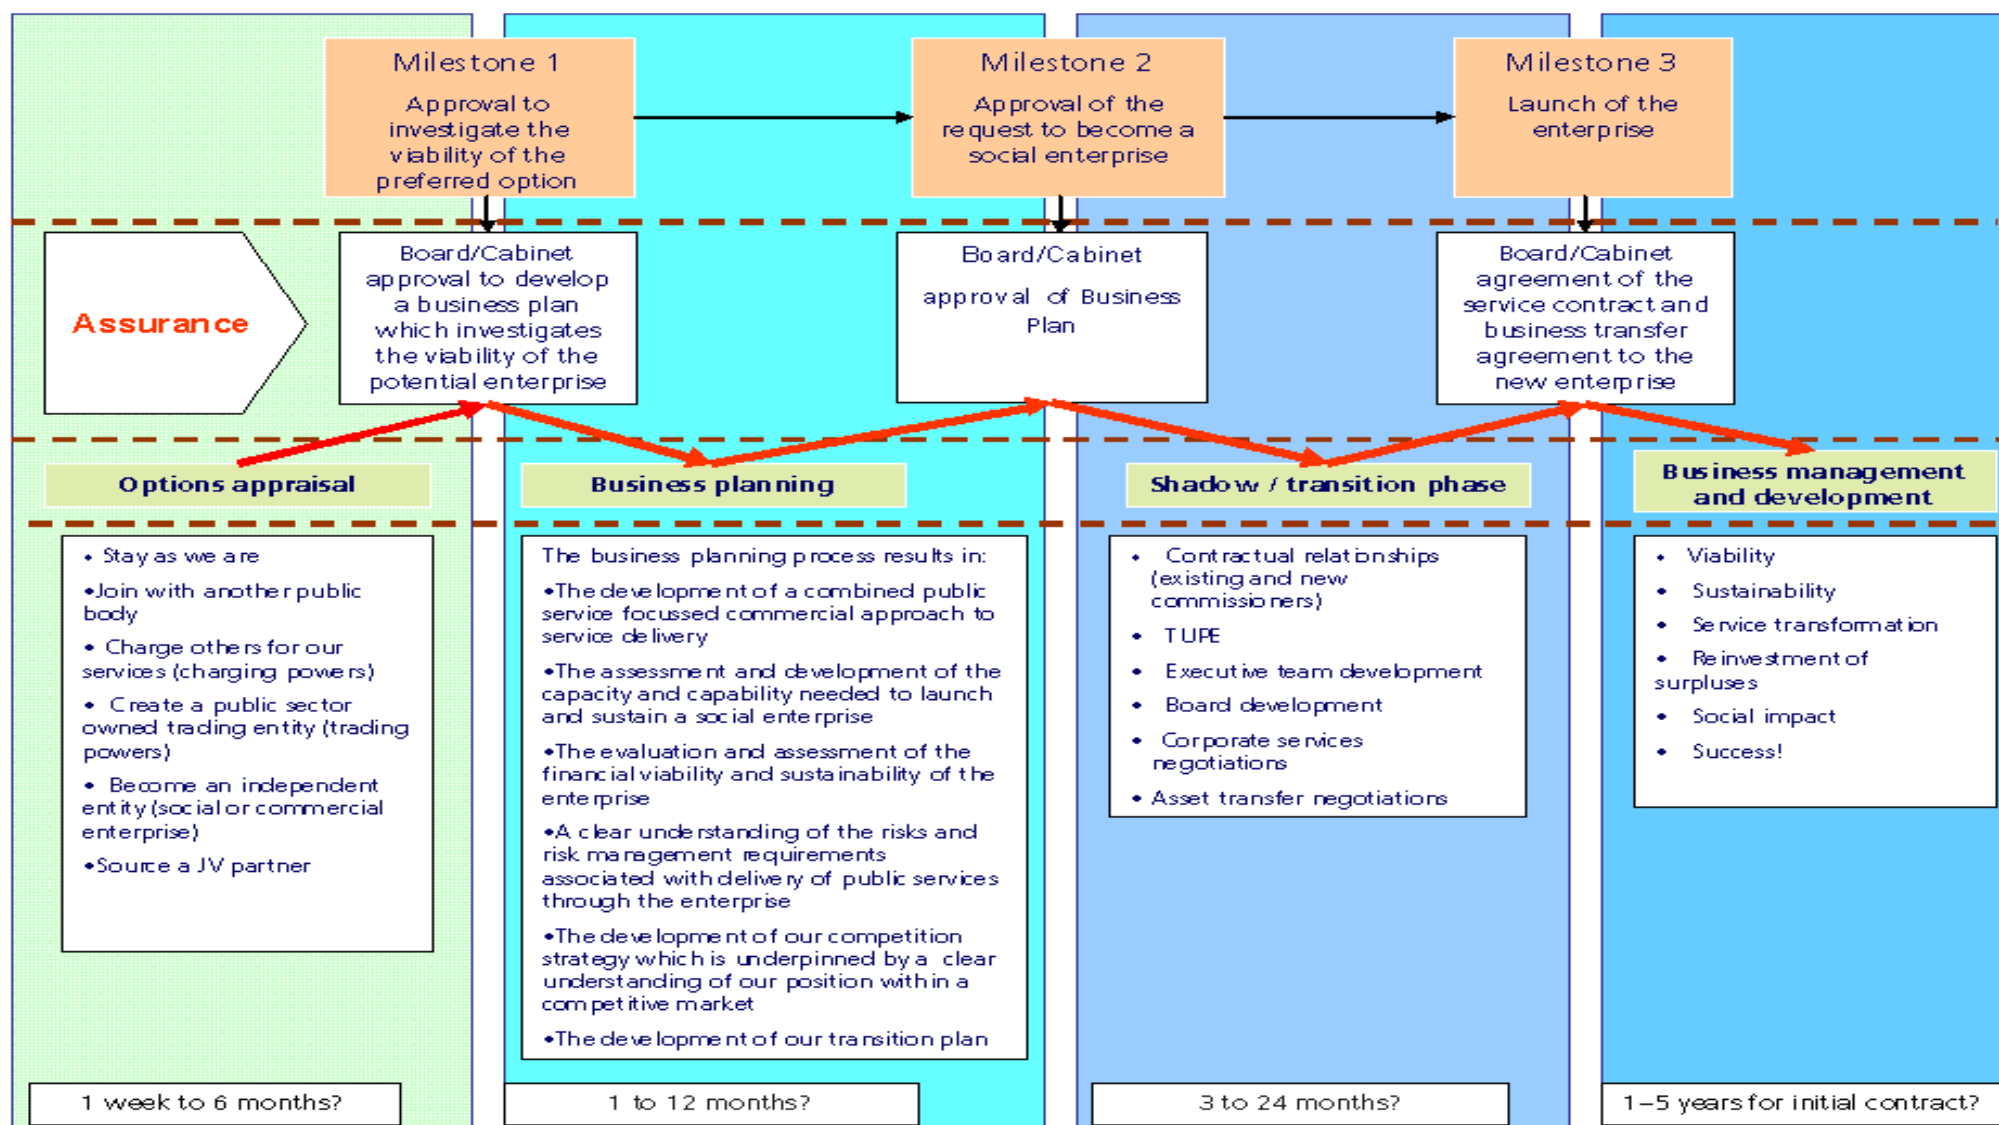 Milestone 1
Approval to
investigate the
viability of the
preferred option
Milestone 2
Approval of the
request to become a
social enterprise
Milestone 3
Launch of the
enterprise
Assurance
Board/Cabinet
approval to develop
a business plan
which investigates
the viability of the
potential enterprise
Board/Cabinet
approval of Business
Plan
Board/Cabinet
agreement of the
service contract and
business transfer
agreement to the
new enterprise
Options appraisal
Business planning
Shadow / transition phase
Business management
and development
• Stay as we are
•Join with another public
body
• Charge others for our
services (charging powers)
• Create a public sector
owned trading entity (trading
powers)
• Become an independent
entity (social or commercial
enterprise)
•Source a JV partner
The business planning process results in:
•The development of a combined public
service focussed commercial approach to
service delivery
•The assessment and development of the
capacity and capability needed to launch
and sustain a social enterprise
•The evaluation and assessment of the
financial viability and sustainability of the
enterprise
•A clear understanding of the risks and
risk management requirements
associated with delivery of public services
through the enterprise
•The development of our competition
strategy which is underpinned by a clear
understanding of our position within a
competitive market
•The development of our transition plan
• Contractual relationships
(existing and new
commissioners)
• TUPE
• Executive team development
• Board development
• Corporate services
negotiations
• Asset transfer negotiations
• Viability
• Sustainability
• Service transformation
• Reinvestment of
surpluses
• Social impact
• Success!
1 week to 6 months?
1 to 12 months?
3 to 24 months?
1–5 years for initial contract?